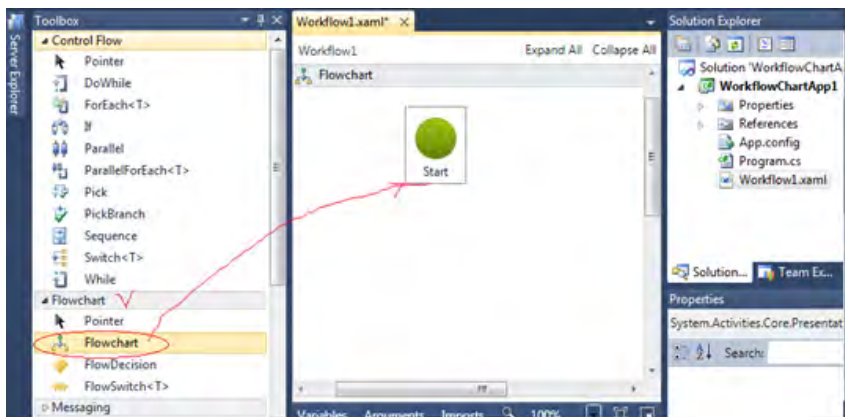 Server Explorer
Toolbox
Control Flow
Pointer
DoWhile
ForEach<T>
If
Parallel
ParallelForEach<T>
Pick
PickBranch
Sequence
Switch<T>
While
Flowchart
Pointer
Flowchart
FlowDecision
FlowSwitch<T>
Messaging
Workflow1.xaml*
Workflow1 Expand All Collapse All
Flowchart
Start
Variables Arguments Imports 100%
Solution Explorer
Solution 'WorkflowChartA
WorkflowChartApp1
Properties
References
App.config
Program.cs
Workflow1.xaml
Solution... Team Ex...
Properties
System.Activities.Core.Presentat
Search: